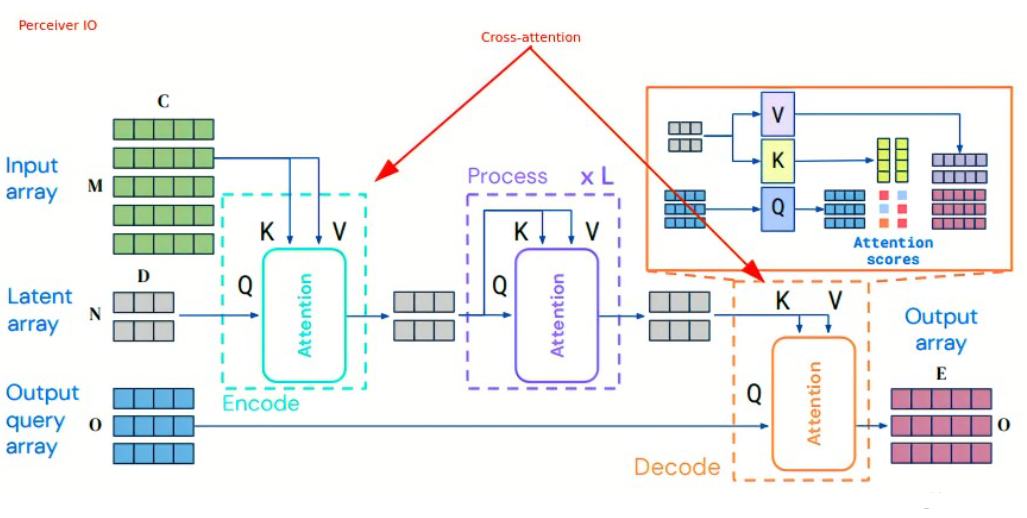 Perceiver IO
Cross-attention
C
Input
array
M
D
Latent
array
N
Output
query
array
O
K V
Q
Attention
Encode
Process x L
K V
Q
Attention
V
K
Q
Attention
scores
K V
Q
Attention
Decode
Output
array
E
O